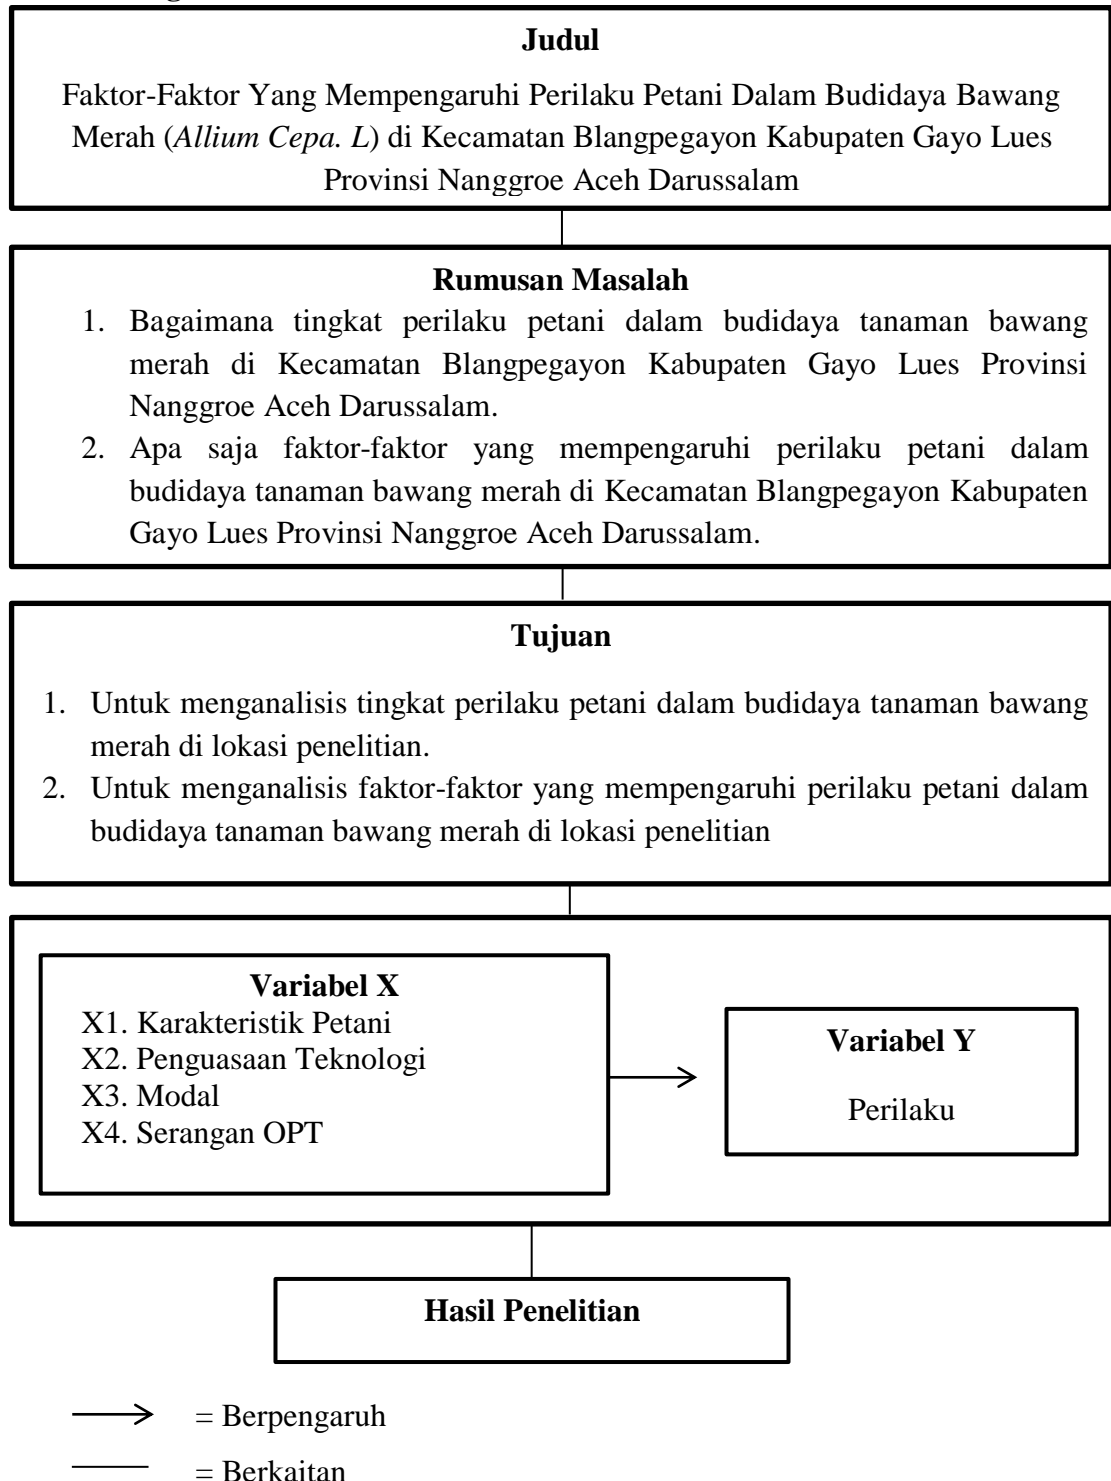 Judul
Faktor-Faktor Yang Mempengaruhi Perilaku Petani Dalam Budidaya Bawang
Merah (Allium Cepa. L) di Kecamatan Blangpegayon Kabupaten Gayo Lues
Provinsi Nanggroe Aceh Darussalam
Rumusan Masalah
1. Bagaimana tingkat perilaku petani dalam budidaya tanaman bawang
merah di Kecamatan Blangpegayon Kabupaten Gayo Lues Provinsi
Nanggroe Aceh Darussalam.
2. Apa saja faktor-faktor yang mempengaruhi perilaku petani dalam
budidaya tanaman bawang merah di Kecamatan Blangpegayon Kabupaten
Gayo Lues Provinsi Nanggroe Aceh Darussalam.
Tujuan
1. Untuk menganalisis tingkat perilaku petani dalam budidaya tanaman bawang
merah di lokasi penelitian.
2. Untuk menganalisis faktor-faktor yang mempengaruhi perilaku petani dalam
budidaya tanaman bawang merah di lokasi penelitian
Variabel X
X1. Karakteristik Petani
X2. Penguasaan Teknologi
X3. Modal
X4. Serangan OPT
Variabel Y
Perilaku
Hasil Penelitian
= Berpengaruh
= Berkaitan